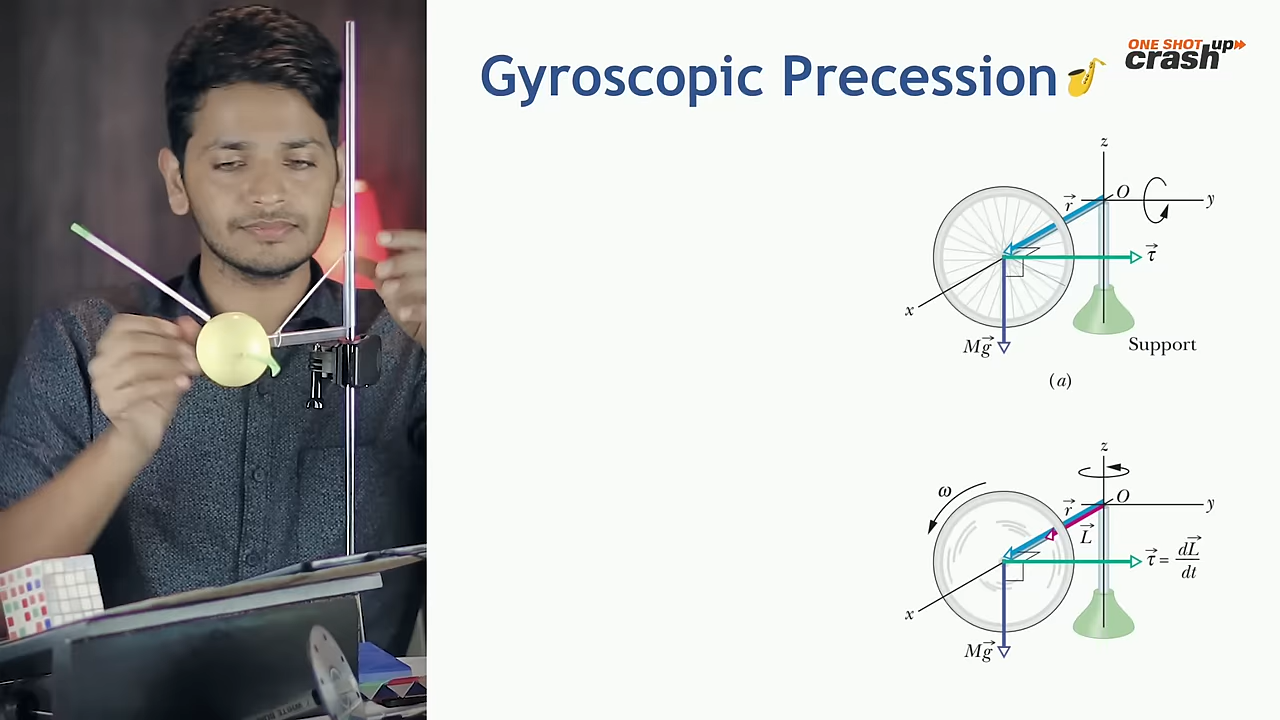 Gyroscopic Precession
ONE SHOT
crash up
z
r⃗
O
y
τ⃗
x
Mg⃗
Support
(a)
z
ω
r⃗
O
y
L⃗
τ⃗ = dL⃗/dt
x
Mg⃗